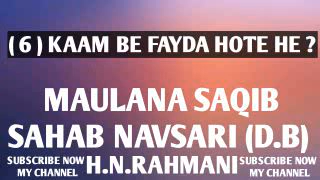 ( 6 ) KAAM BE FAYDA HOTE HE ?
MAULANA SAQIB
SAHAB NAVSARI (D.B)
SUBSCRIBE NOW
MY CHANNEL
H.N.RAHMANI
SUBSCRIBE NOW
MY CHANNEL